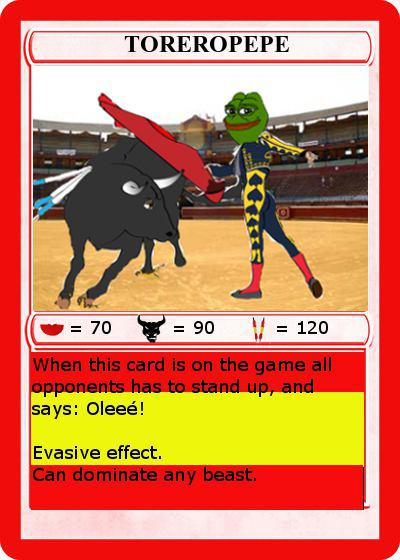 TOREROPEPE
= 70 = 90 = 120
When this card is on the game all
opponents has to stand up, and
says: Oleeé!
Evasive effect.
Can dominate any beast.